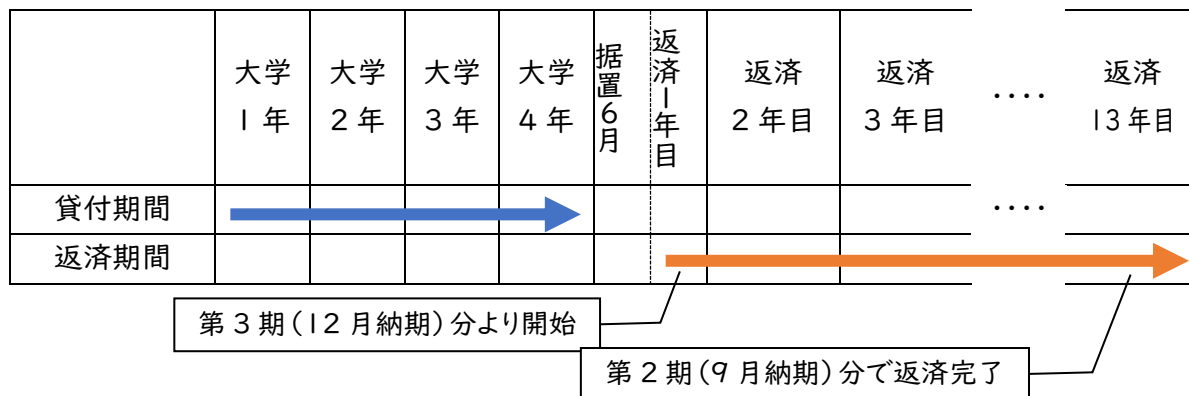 大学
1年
大学
2年
大学
3年
大学
4年
据置6月
返済1年目
返済
2年目
返済
3年目
····
返済
13年目
貸付期間
····
返済期間
第3期(12月納期)分より開始
第2期(9月納期)分で返済完了